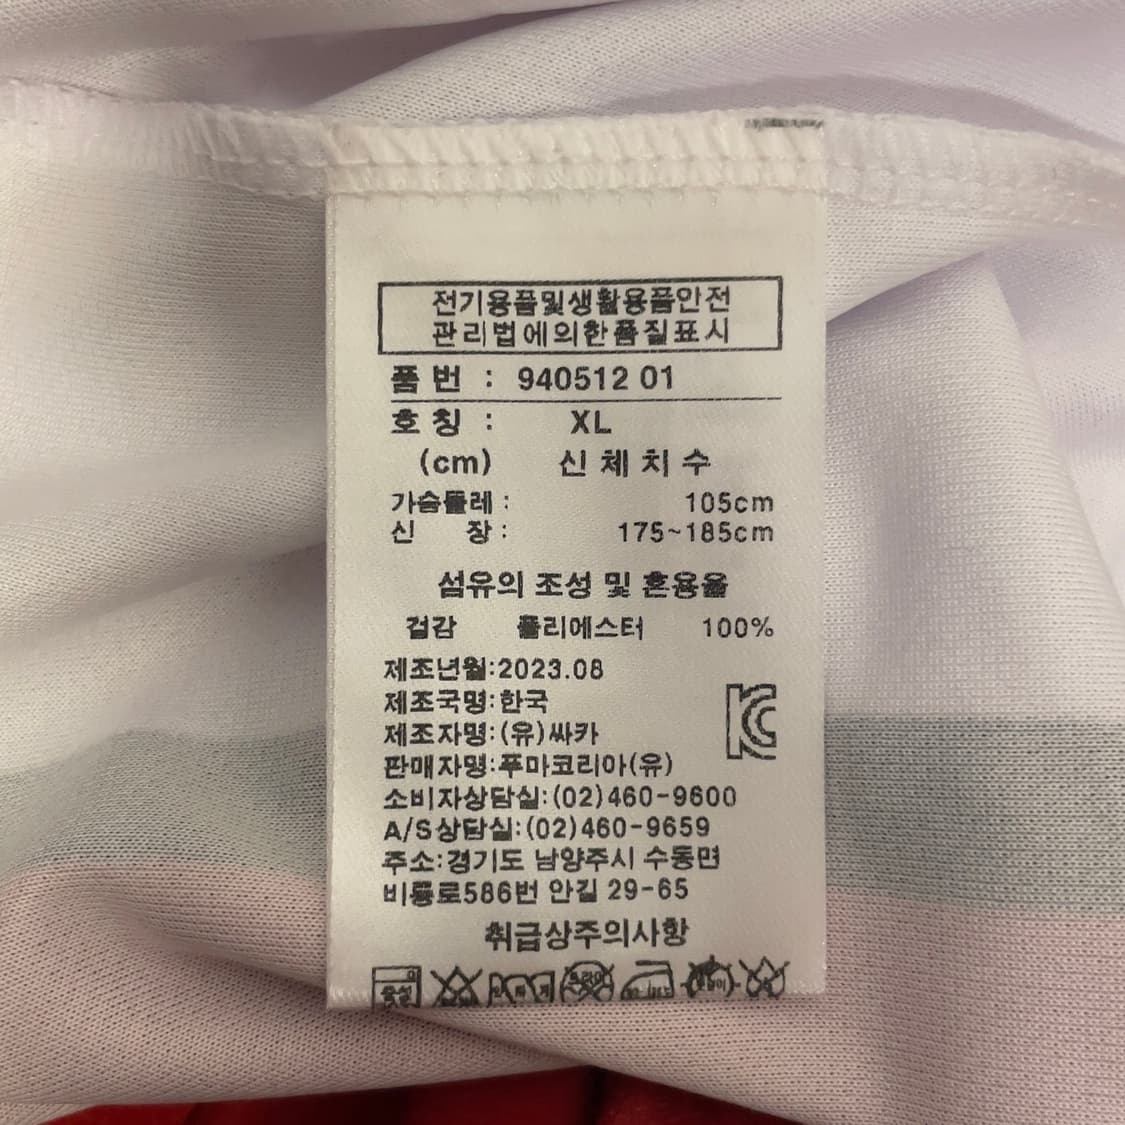 전기용품및생활용품안전
관리법에의한품질표시
품 번 : 940512 01
호 칭 : XL
(cm) 신 체 치 수
가슴둘레 : 105cm
신 장 : 175~185cm
섬유의 조성 및 혼용율
겉감 폴리에스터 100%
제조년월:2023.08
제조국명:한국
제조자명:(유)싸카
판매자명:푸마코리아(유)
소비자상담실:(02)460-9600
A/S상담실:(02)460-9659
주소:경기도 남양주시 수동면
비룡로586번 안길 29-65
취급상주의사항